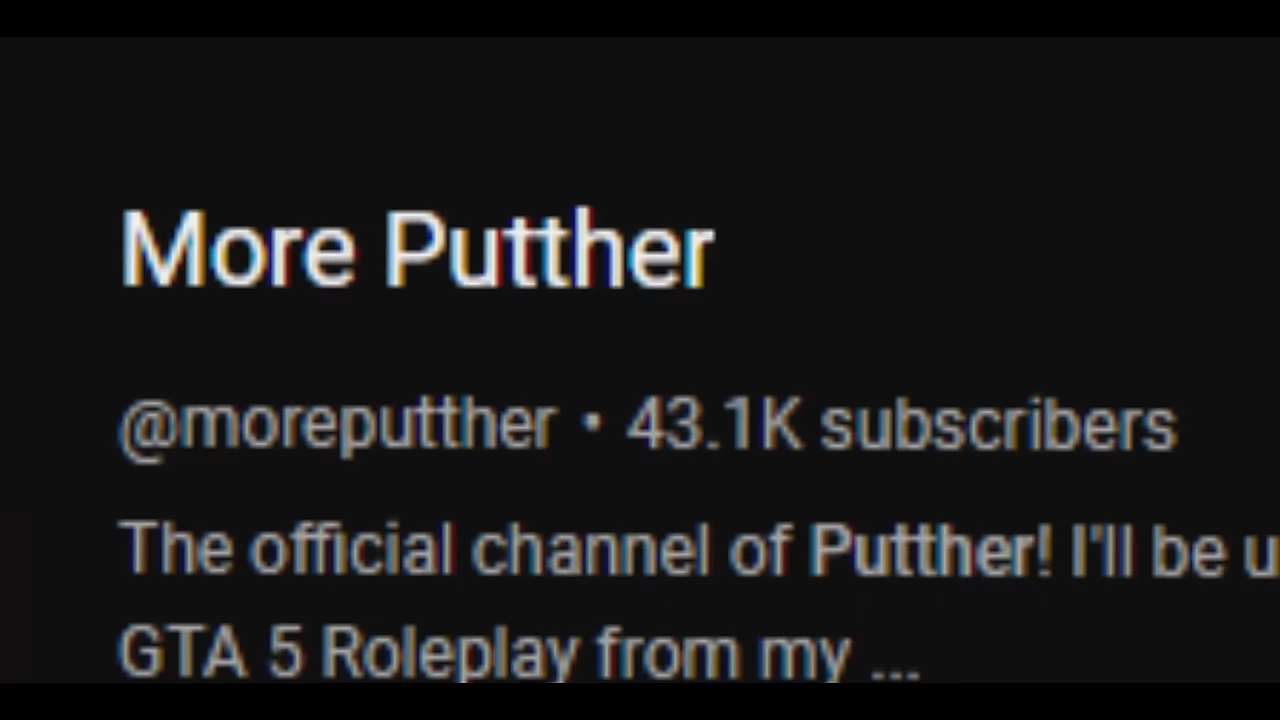 More Putther
@moreputther • 43.1K subscribers
The official channel of Putther! I'll be u
GTA 5 Roleplay from my ...